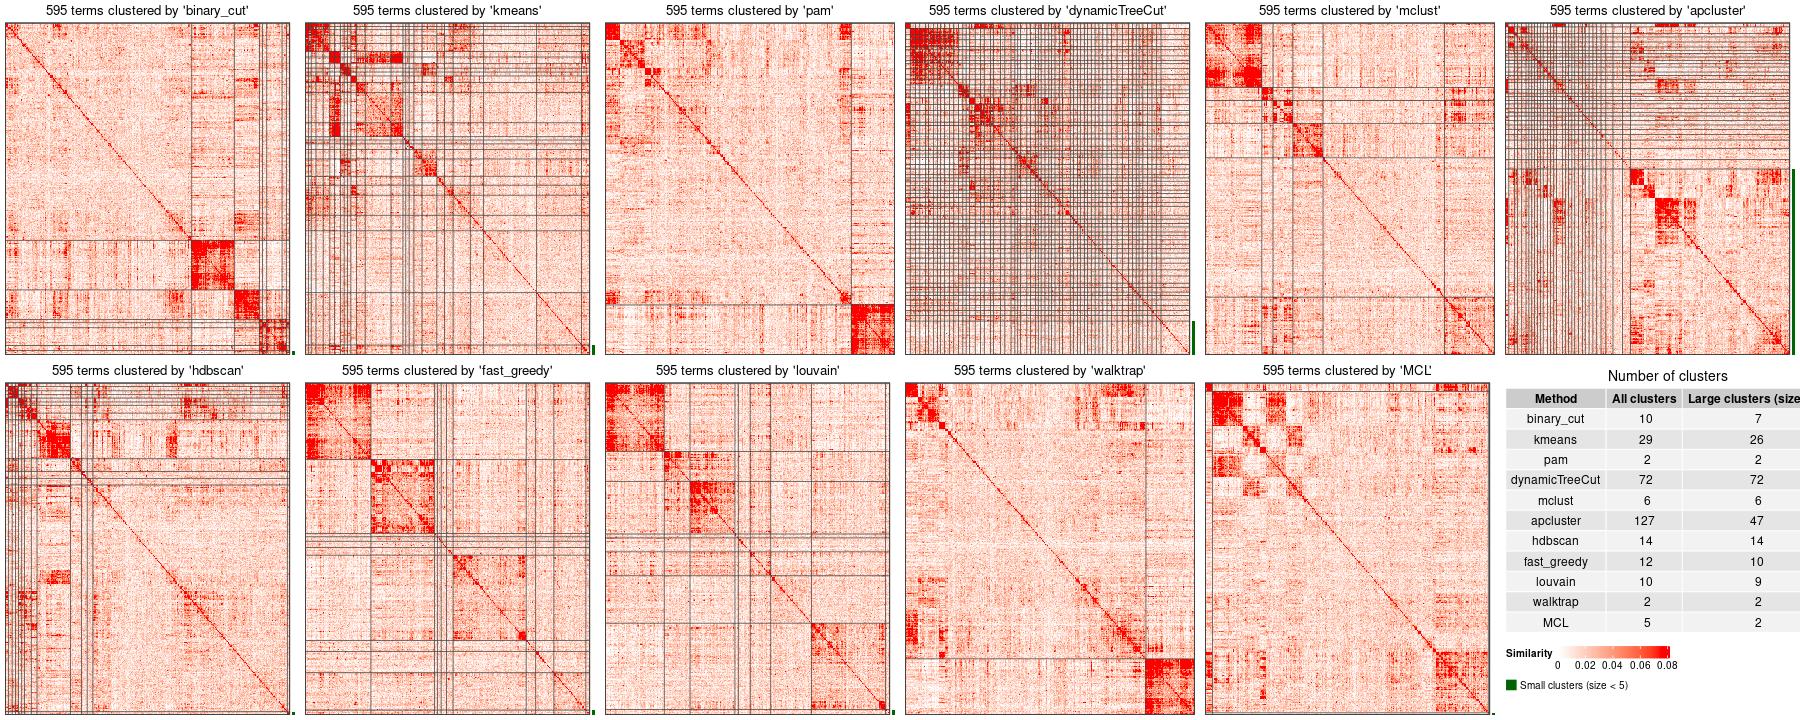 595 terms clustered by 'binary_cut'
595 terms clustered by 'kmeans'
595 terms clustered by 'pam'
595 terms clustered by 'dynamicTreeCut'
595 terms clustered by 'mclust'
595 terms clustered by 'apcluster'
595 terms clustered by 'hdbscan'
595 terms clustered by 'fast_greedy'
595 terms clustered by 'louvain'
595 terms clustered by 'walktrap'
595 terms clustered by 'MCL'
Number of clusters
Method All clusters Large clusters (size
binary_cut 10 7
kmeans 29 26
pam 2 2
dynamicTreeCut 72 72
mclust 6 6
apcluster 127 47
hdbscan 14 14
fast_greedy 12 10
louvain 10 9
walktrap 2 2
MCL 5 2
Similarity
0 0.02 0.04 0.06 0.08
Small clusters (size < 5)